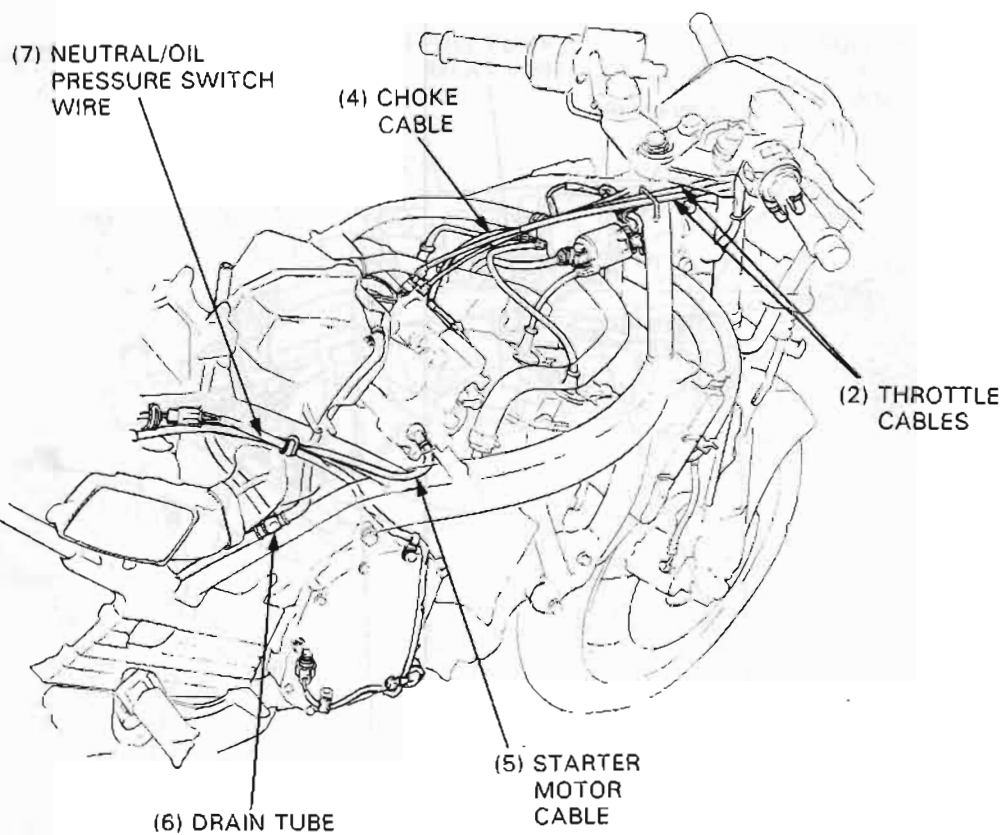 (7) NEUTRAL/OIL
PRESSURE SWITCH
WIRE
(4) CHOKE
CABLE
(2) THROTTLE
CABLES
(5) STARTER
MOTOR
CABLE
(6) DRAIN TUBE